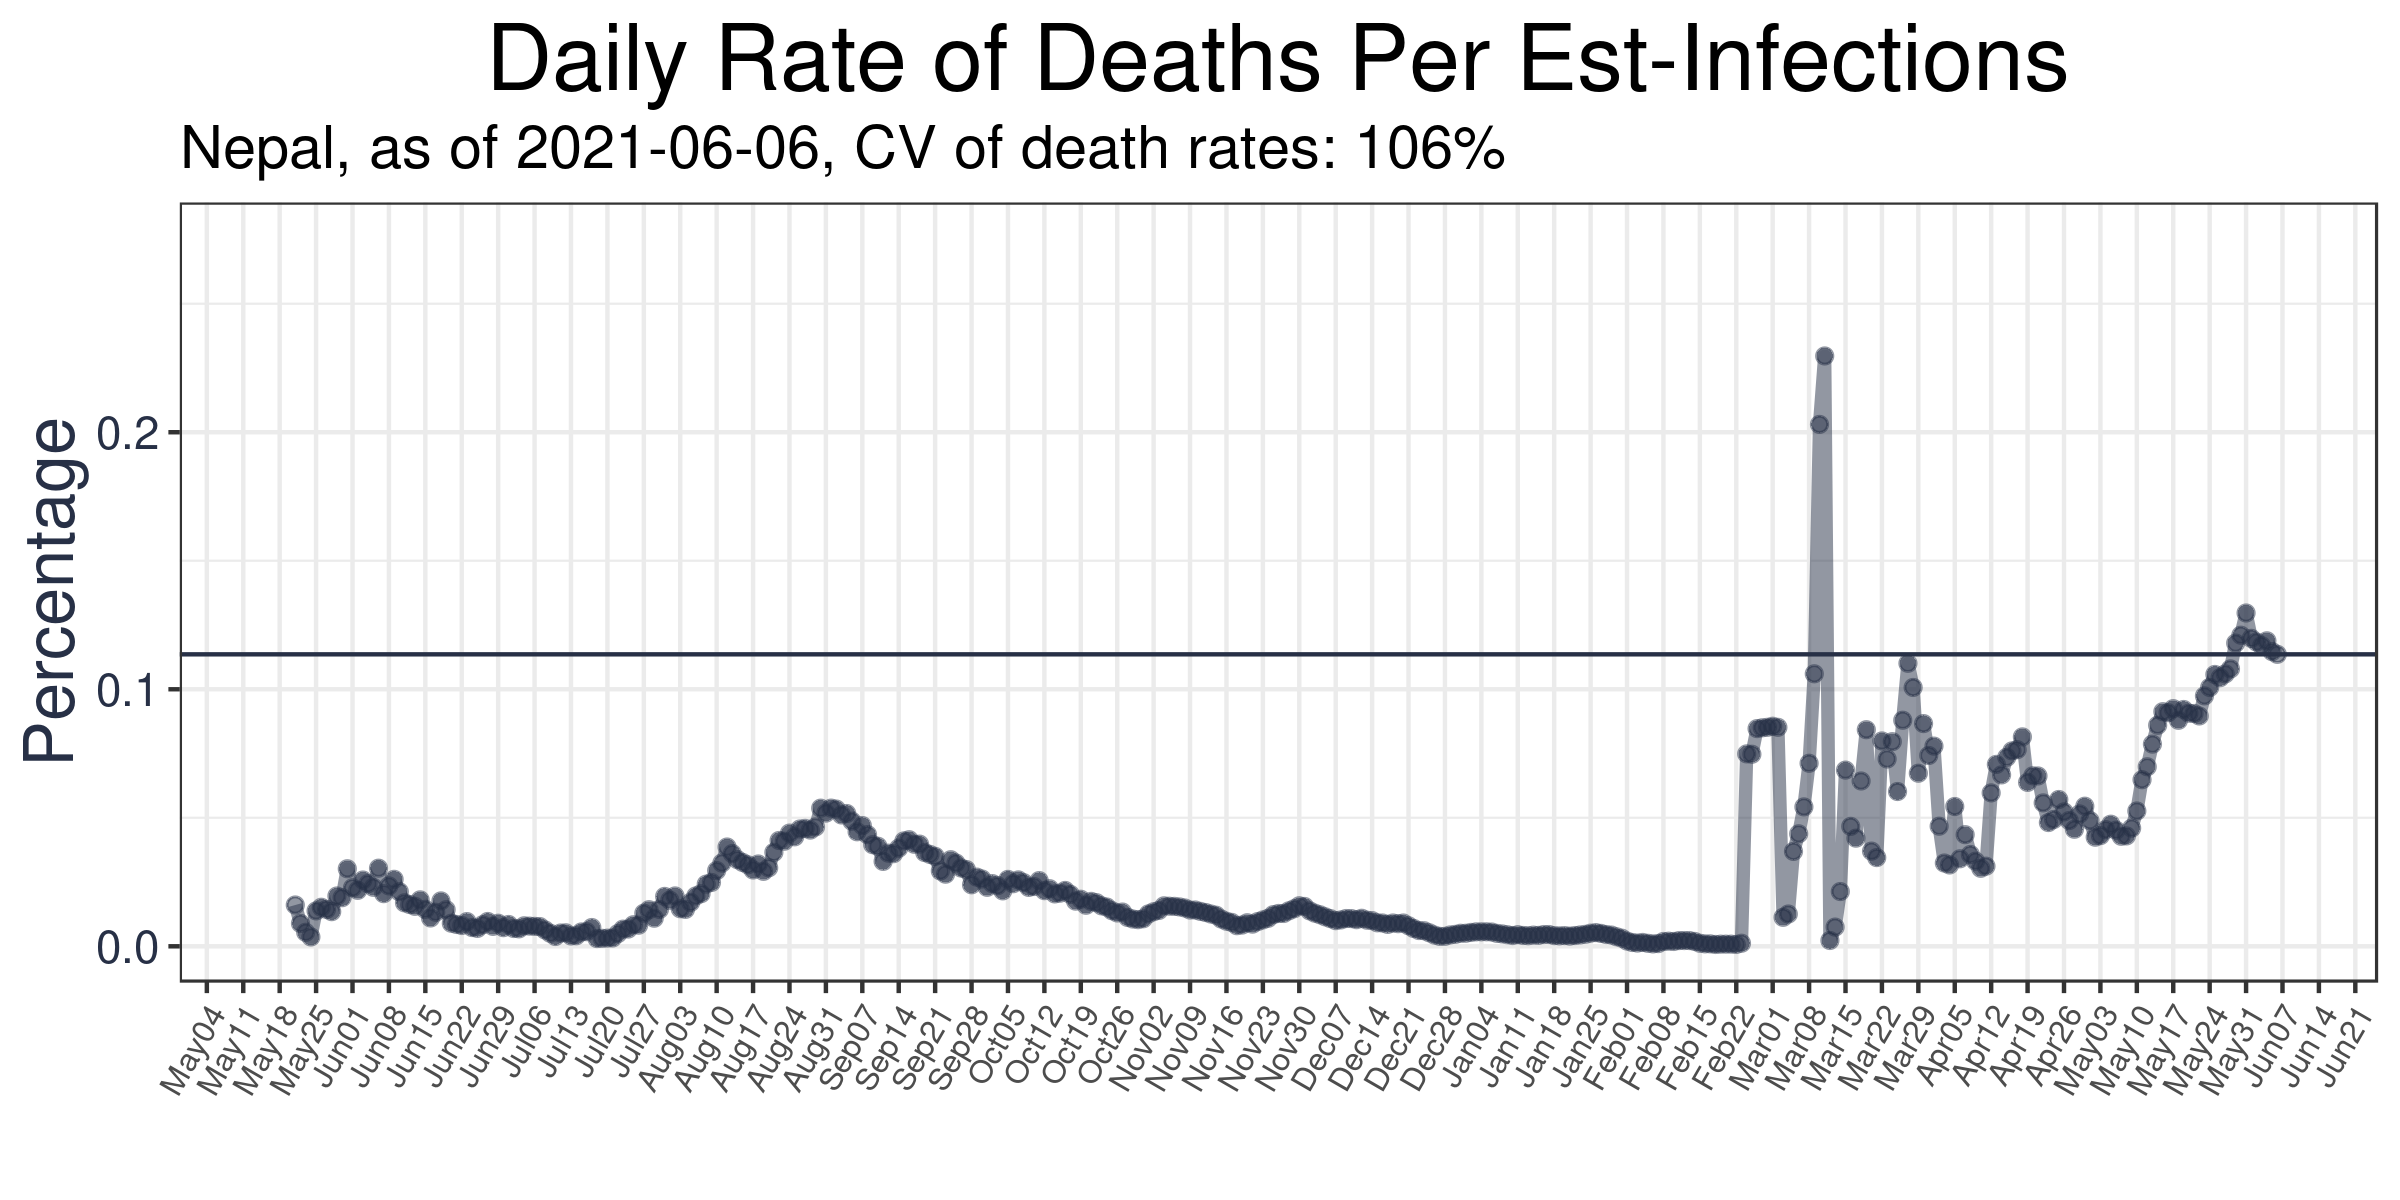 Daily Rate of Deaths Per Est-Infections
Nepal, as of 2021-06-06, CV of death rates: 106%
Percentage
0.2
0.1
0.0
May04
May11
May18
May25
Jun01
Jun08
Jun15
Jun22
Jun29
Jul06
Jul13
Jul20
Jul27
Aug03
Aug10
Aug17
Aug24
Aug31
Sep07
Sep14
Sep21
Sep28
Oct05
Oct12
Oct19
Oct26
Nov02
Nov09
Nov16
Nov23
Nov30
Dec07
Dec14
Dec21
Dec28
Jan04
Jan11
Jan18
Jan25
Feb01
Feb08
Feb15
Feb22
Mar01
Mar08
Mar15
Mar22
Mar29
Apr05
Apr12
Apr19
Apr26
May03
May10
May17
May24
May31
Jun07
Jun14
Jun21